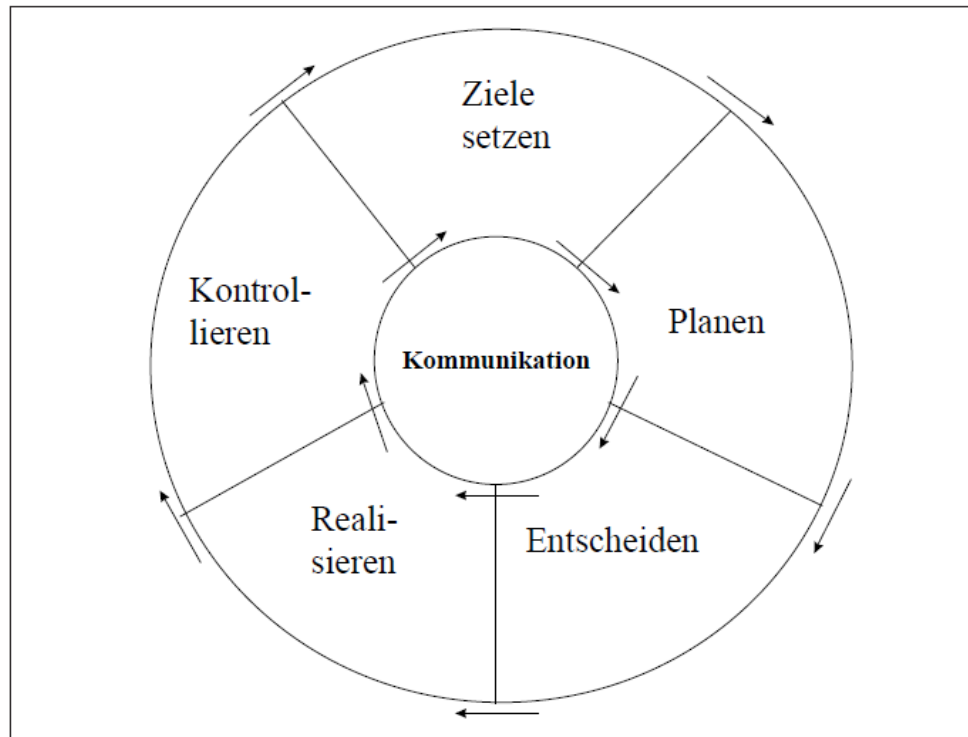 Ziele
setzen
Planen
Entscheiden
Reali-
sieren
Kontrol-
lieren
Kommunikation